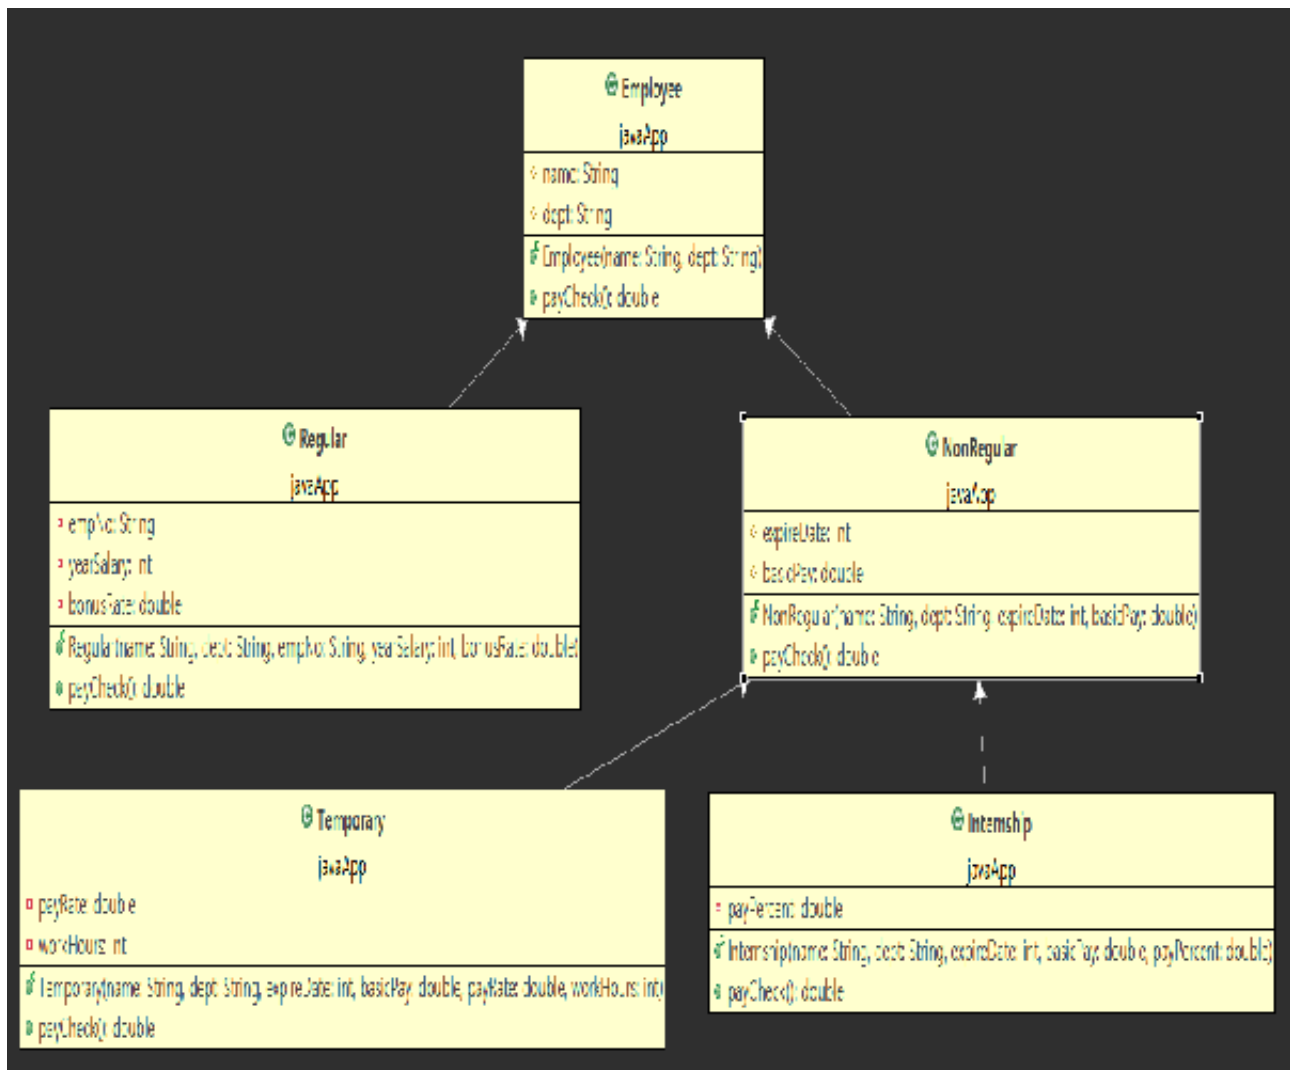 Employee
javaApp
name: String
dept: String
Employee(name: String, dept: String)
payCheck(): double
Regular
javaApp
empNo: String
yearSalary: int
bonusRate: double
Regular(name: String, dept: String, empNo: String, yearSalary: int, bonusRate: double)
payCheck(): double
NonRegular
javaApp
expireDate: int
basicPay: double
NonRegular(name: String, dept: String, expireDate: int, basicPay: double)
payCheck(): double
Temporary
javaApp
payRate: double
workHours: int
Temporary(name: String, dept: String, expireDate: int, basicPay: double, payRate: double, workHours: int)
payCheck(): double
Internship
javaApp
payPercent: double
Internship(name: String, dept: String, expireDate: int, basicPay: double, payPercent: double)
payCheck(): double